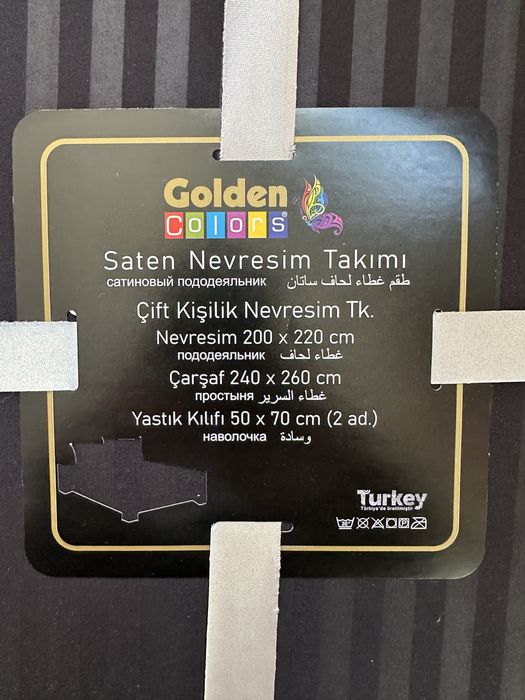 Golden
Colors®
Saten Nevresim Takımı
сатиновый пододеяльник طقم غطاء لحاف ساتان
Çift Kişilik Nevresim Tk.
Nevresim 200 x 220 cm
пододеяльник غطاء لحاف
Çarşaf 240 x 260 cm
простыня غطاء السرير
Yastık Kılıfı 50 x 70 cm (2 ad.)
наволочка وسادة
Turkey
Türkiye'de üretilmiştir